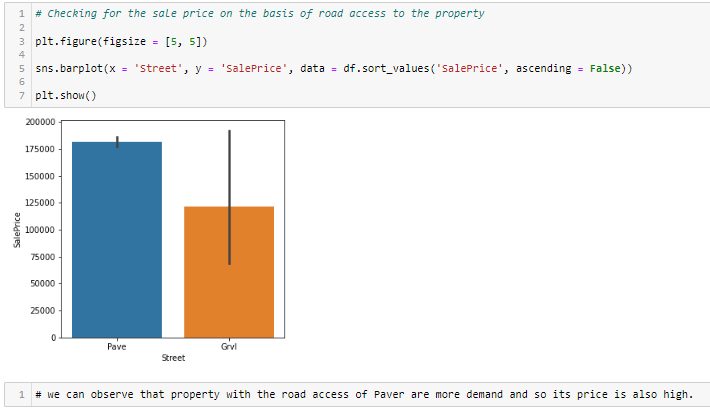 1 # Checking for the sale price on the basis of road access to the property
2
3 plt.figure(figsize = [5, 5])
4
5 sns.barplot(x = 'Street', y = 'SalePrice', data = df.sort_values('SalePrice', ascending = False))
6
7 plt.show()
200000
175000
150000
125000
100000
75000
50000
25000
0
SalePrice
Pave Grvl
Street
1 # we can observe that property with the road access of Paver are more demand and so its price is also high.